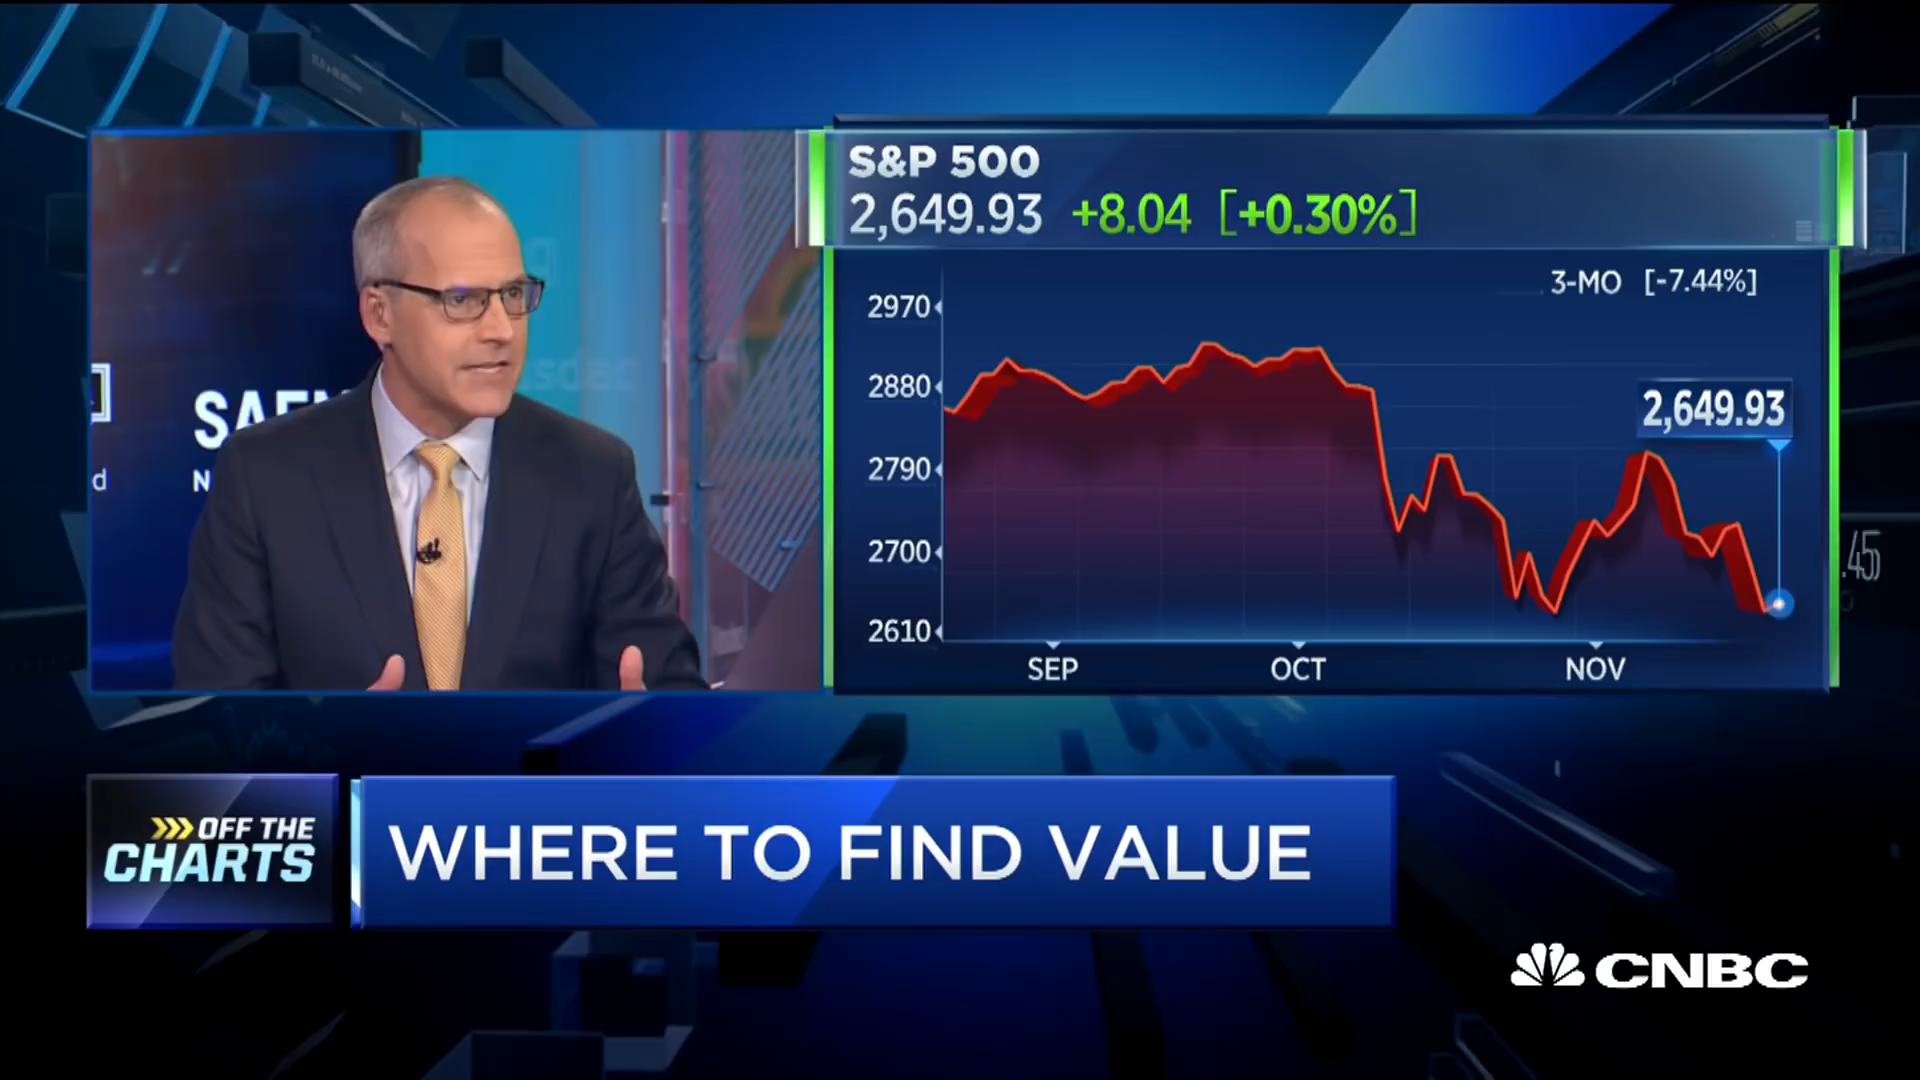 S&P 500
2,649.93 +8.04 [+0.30%]
3-MO [-7.44%]
2970
2880
2790
2700
2610
2,649.93
SEP OCT NOV
d
N
.45)
OFF THE
CHARTS
WHERE TO FIND VALUE
CNBC